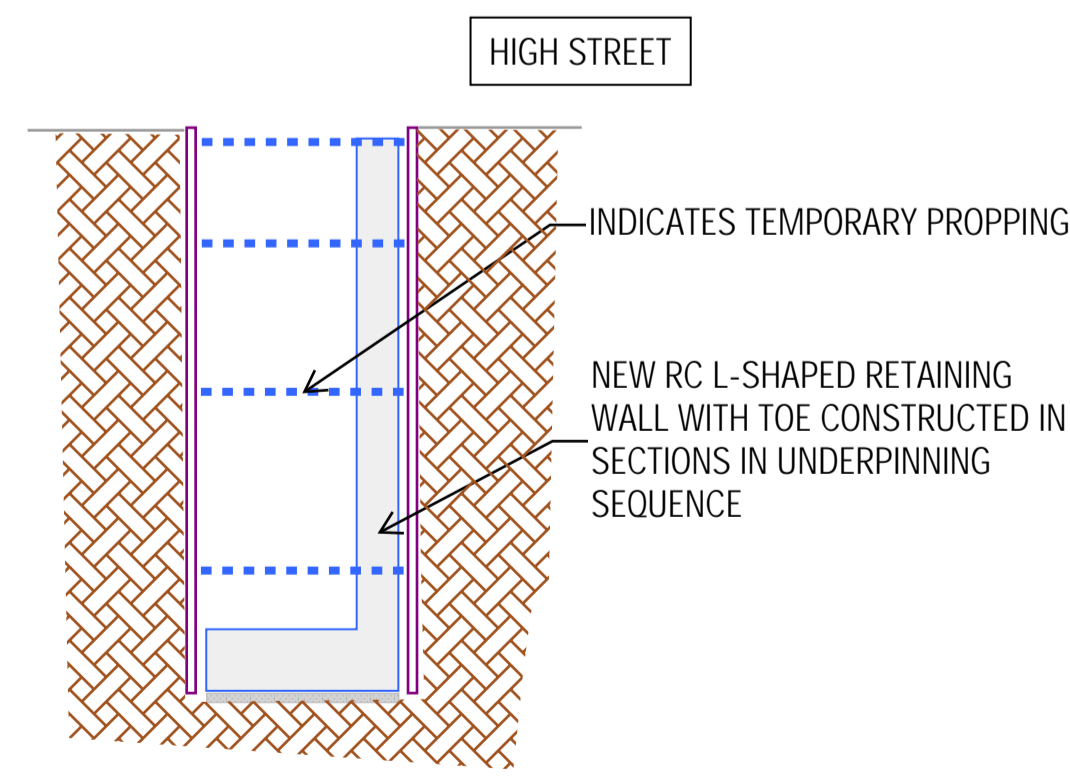 HIGH STREET
INDICATES TEMPORARY PROPPING
NEW RC L-SHAPED RETAINING
WALL WITH TOE CONSTRUCTED IN
SECTIONS IN UNDERPINNING
SEQUENCE